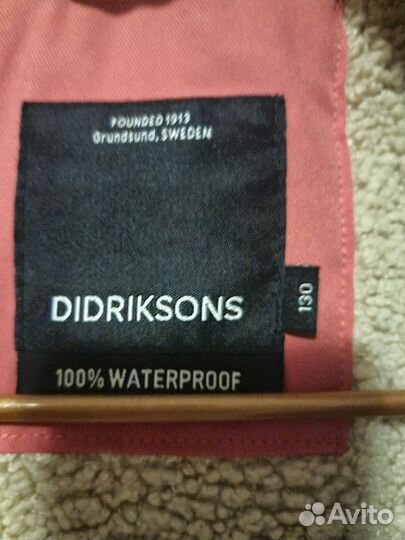 FOUNDED 1913
Grundsund, SWEDEN
DIDRIKSONS
130
100% WATERPROOF
Avito